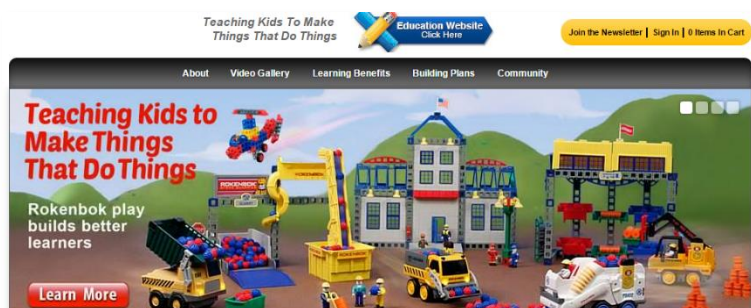 Teaching Kids To Make
Things That Do Things
Education Website
Click Here
Join the Newsletter | Sign In | 0 Items In Cart
About Video Gallery Learning Benefits Building Plans Community
Teaching Kids to
Make Things
That Do Things
Rokenbok play
builds better
learners
Learn More
ROKENBOK
ROKENBOK